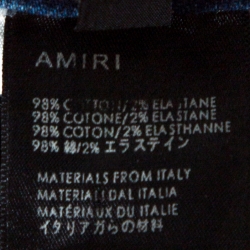 AMIRI
98% COTTON/2% ELASTANE
98% COTONE/2% ELASTANE
98% COTON/2% ELASTHANNE
98% 綿/2% エラステイン
MATERIALS FROM ITALY
MATERIALI DAL ITALIA
MATÉRIAUX DU ITALIE
イタリアからの材料